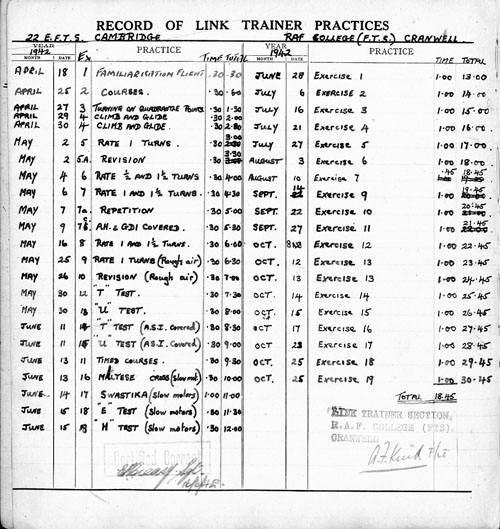 RECORD OF LINK TRAINER PRACTICES
22 E.F.T.S. CAMBRIDGE RAF COLLEGE (F.T.S.) CRANWELL
YEAR 1942 PRACTICE TIME TOTAL
MONTH DATE Ex
APRIL 18 1 FAMILIARISATION FLIGHT .30 .30
APRIL 25 2 COURSES. .30 .60
APRIL 27 3 TURNING ON QUADRANTLE POINTS .30 1.30
APRIL 29 4 CLIMB AND GLIDE .30 2.00
APRIL 30 4 CLIMB AND GLIDE. .30 2.30
MAY 2 5 RATE 1 TURNS. .30 3.00
MAY 2 5A. REVISION .30 3.30
MAY 4 6 RATE ½ AND 1½ TURNS .30 4.00
MAY 6 7 RATE 1 AND 1½ TURNS. .30 4.30
MAY 7 7a. REPETITION .30 5.00
MAY 9 A.H. & GDI COVERED. .30 5.30
MAY 16 8 RATE 1 AND 1½ TURNS. .30 6.00
MAY 25 9 RATE 1 TURNS (Rough air) .30 6.30
MAY 26 10 REVISION (Rough air) .30 7.00
MAY 30 12 "T" TEST. .30 7.30
MAY 30 "U" TEST. .30 8.00
JUNE 11 "T" TEST (A.S.I. Covered) .30 8.30
JUNE 11 "U" TEST (A.S.I. Covered) .30 9.00
JUNE 13 11 TIMED COURSES. .30 9.30
JUNE 13 16 MALTESE CROSS (Slow mot) .30 10.00
JUNE 14 17 SWASTIKA (Slow motors) 1.00 11.00
JUNE 15 18 "E" TEST (Slow motors) .30 11.30
JUNE 15 "H" TEST (Slow motors) .30 12.00
YEAR 1942 PRACTICE
MONTH DATE TIME TOTAL
JUNE 28 Exercise 1 1.00 13.00
JULY 6 EXERCISE 2 1.00 14.00
JULY 16 Exercise 3 1.00 15.00
JULY 21 Exercise 4 1.00 16.00
JULY 27 Exercise 5 1.00 17.00
AUGUST 3 Exercise 6 1.00 18.00
AUGUST 10 Exercise 7 .45 18.45
SEPT. 14 Exercise 9 1.00 19.45
SEPT. 22 Exercise 10 1.00 20.45
SEPT. 27 Exercise 11 1.00 21.45
OCT. Exercise 12 1.00 22.45
OCT. 12 Exercise 13 1.00 23.45
OCT. 13 Exercise 13 1.00 24.45
OCT. 14 Exercise 14 1.00 25.45
OCT. 15 Exercise 15 1.00 26.45
OCT 17 Exercise 16 1.00 27.45
OCT 23 Exercise 17 1.00 28.45
OCT. 25 Exercise 18 1.00 29.45
OCT. 25 Exercise 19 1.00 30.45
TOTAL 18.45
LINK TRAINER SECTION,
R.A.F. COLLEGE (FTS).
CRANWELL